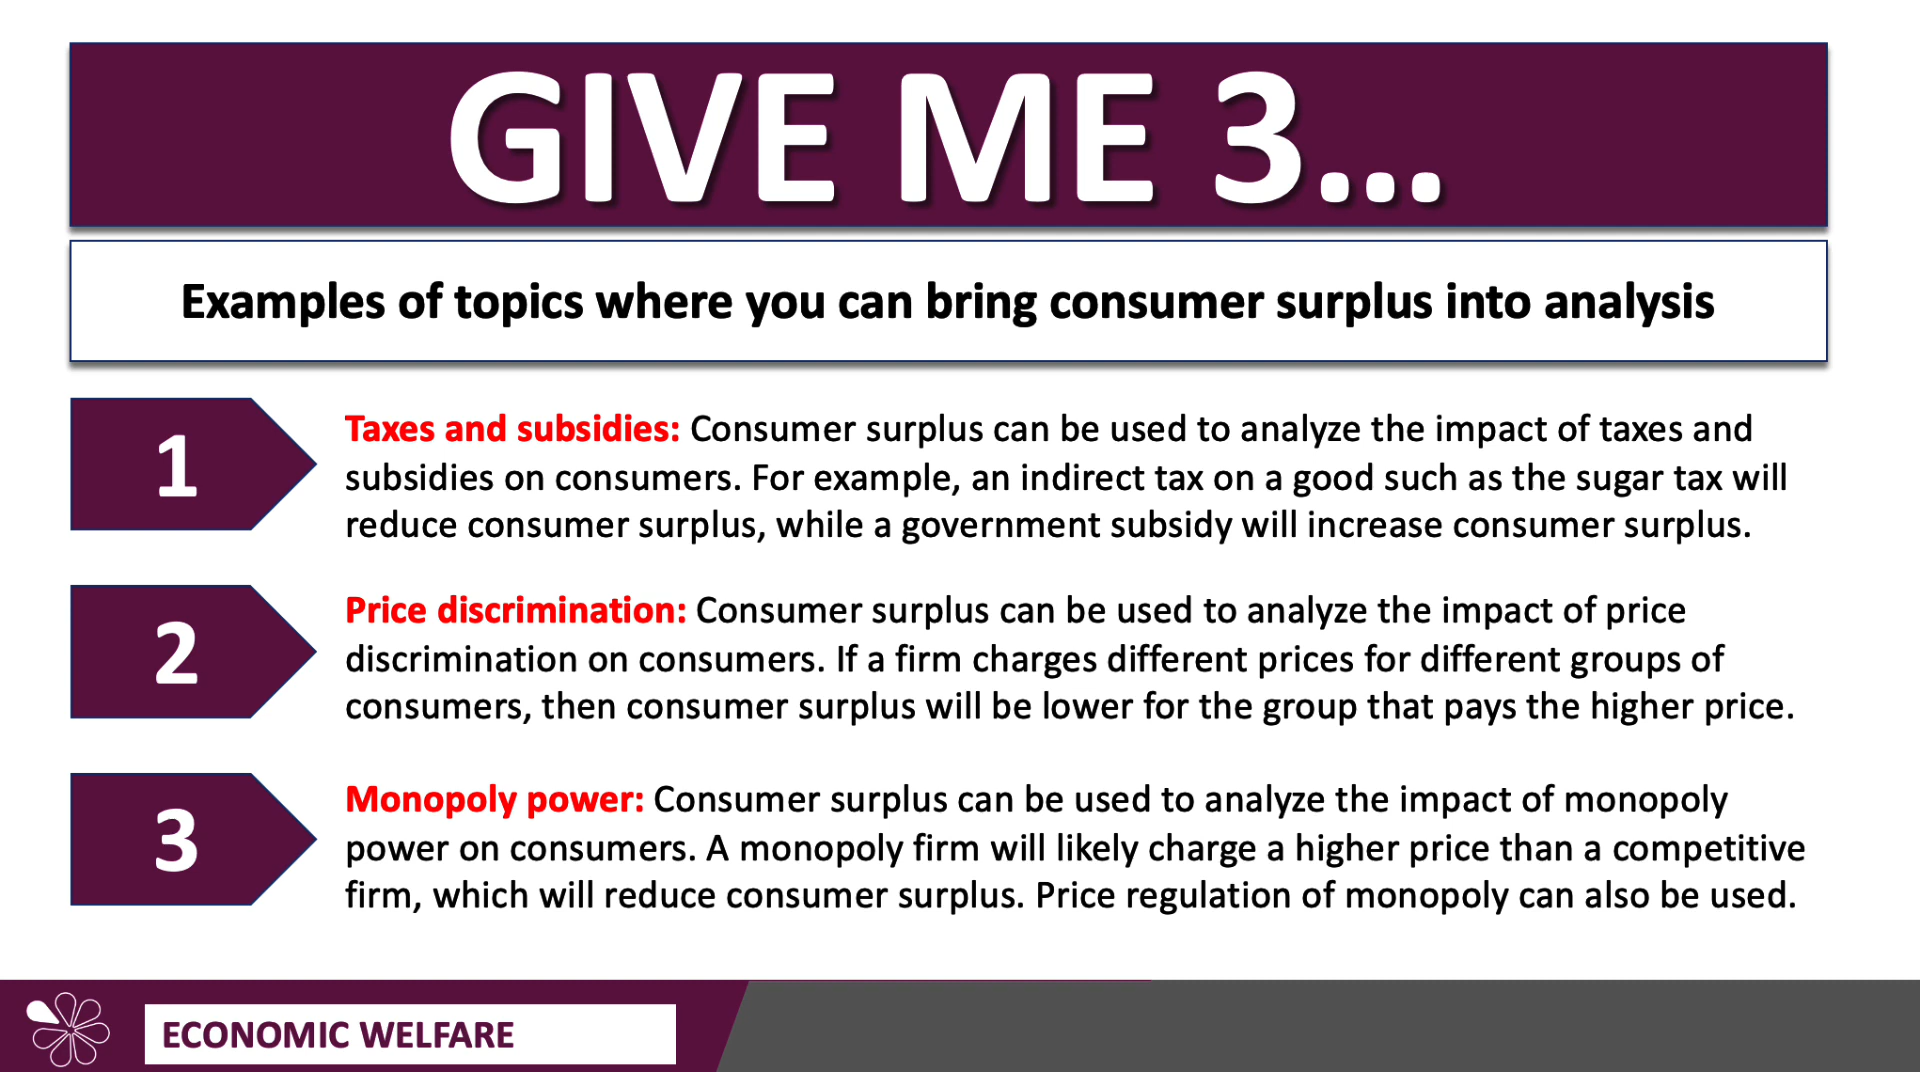 GIVE ME 3...
Examples of topics where you can bring consumer surplus into analysis
1
Taxes and subsidies: Consumer surplus can be used to analyze the impact of taxes and
subsidies on consumers. For example, an indirect tax on a good such as the sugar tax will
reduce consumer surplus, while a government subsidy will increase consumer surplus.
2
Price discrimination: Consumer surplus can be used to analyze the impact of price
discrimination on consumers. If a firm charges different prices for different groups of
consumers, then consumer surplus will be lower for the group that pays the higher price.
3
Monopoly power: Consumer surplus can be used to analyze the impact of monopoly
power on consumers. A monopoly firm will likely charge a higher price than a competitive
firm, which will reduce consumer surplus. Price regulation of monopoly can also be used.
ECONOMIC WELFARE